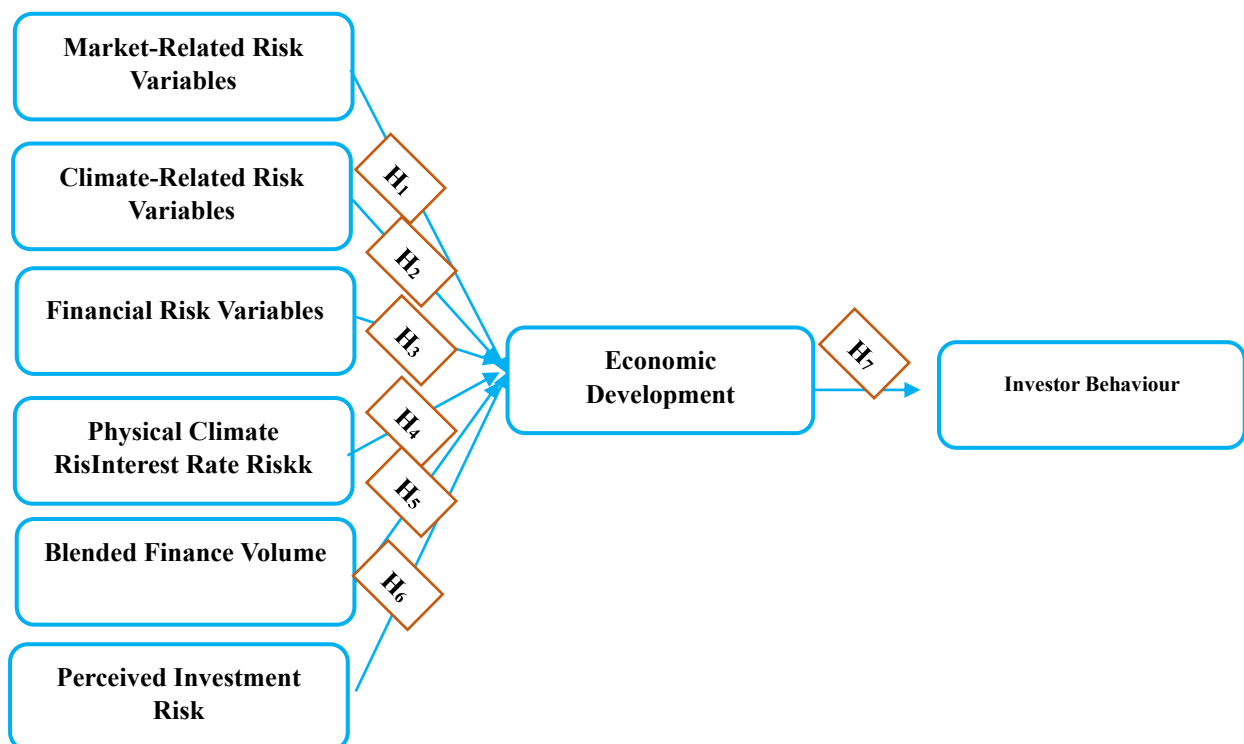 Market-Related Risk
Variables
Climate-Related Risk
Variables
Financial Risk Variables
Physical Climate
RisInterest Rate Riskk
Blended Finance Volume
Perceived Investment
Risk
H₁
H₂
H₃
H₄
H₅
H₆
Economic
Development
H₇
Investor Behaviour